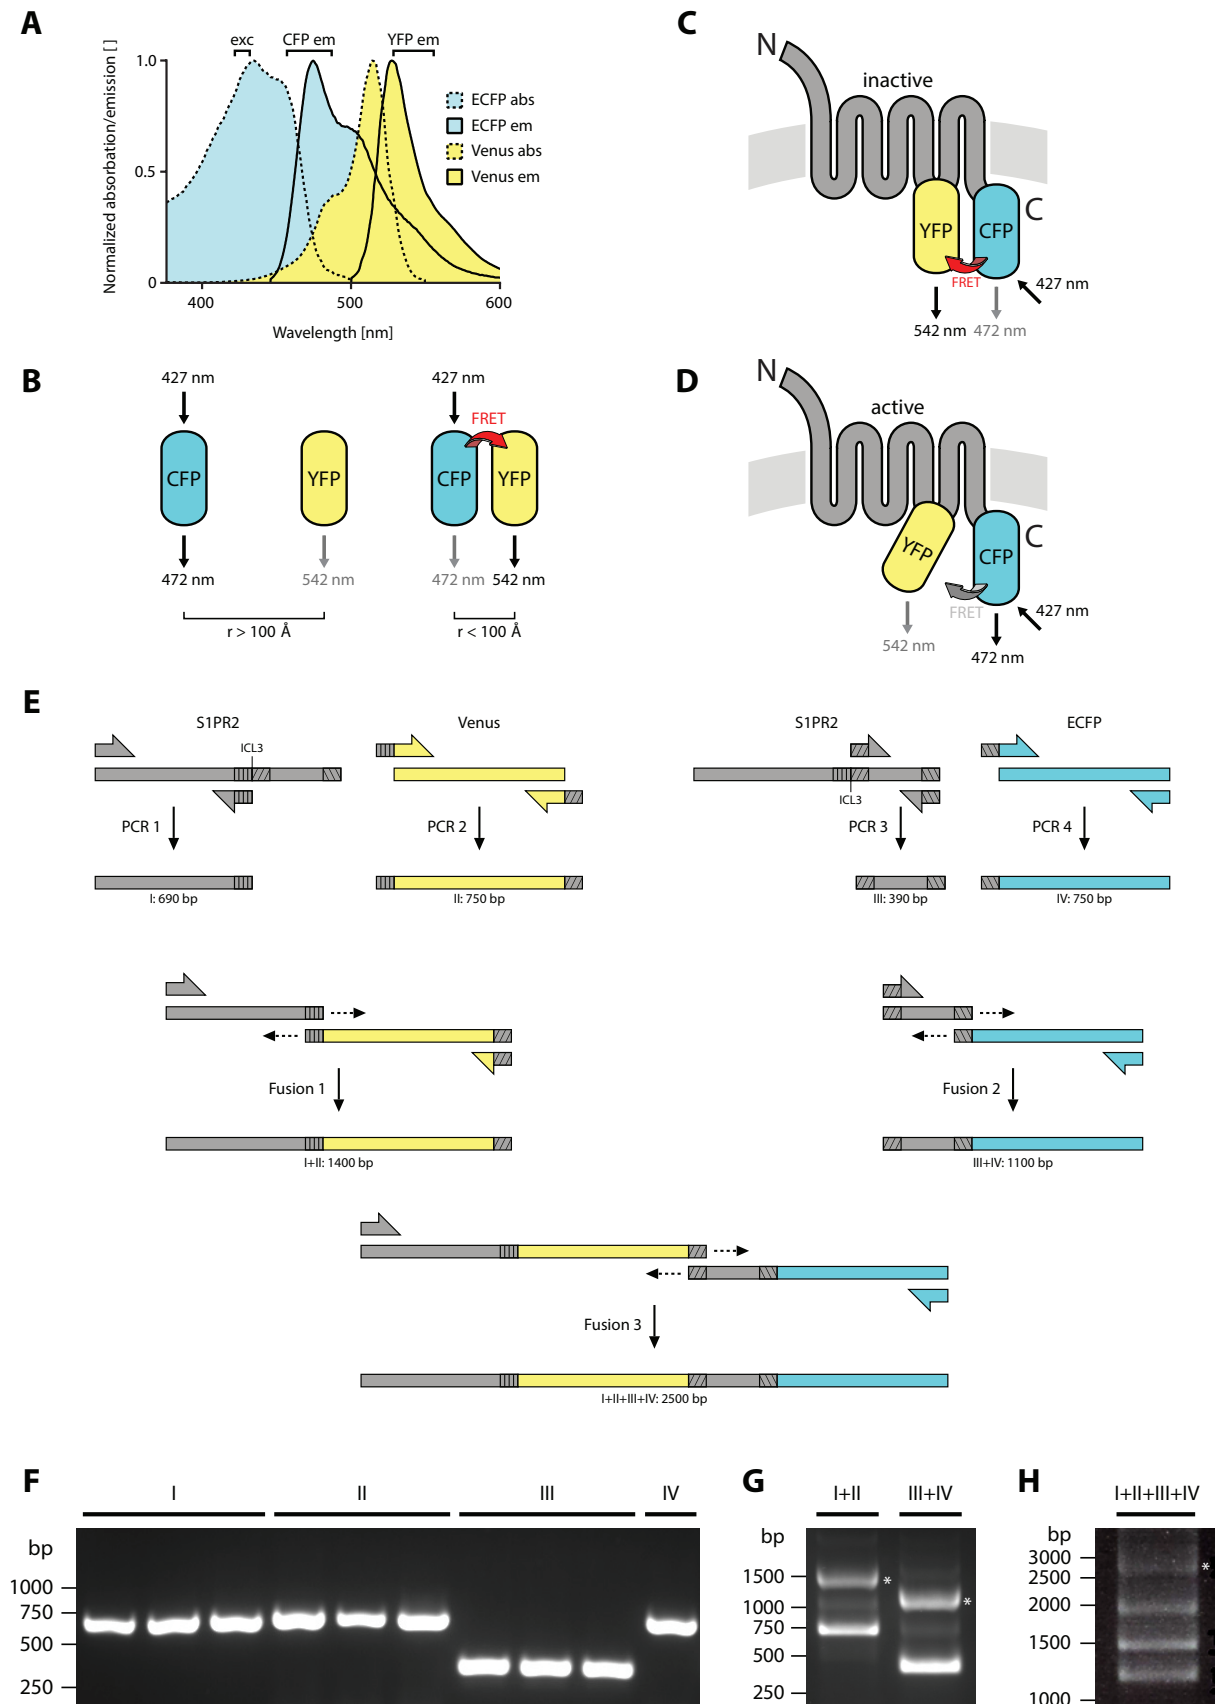 A
exc
CFP em
YFP em
Normalized absorbation/emission [ ]
1.0
0.5
0
400
500
600
Wavelength [nm]
ECFP abs
ECFP em
Venus abs
Venus em
B
427 nm
CFP
YFP
472 nm
542 nm
r > 100 Å
427 nm
FRET
CFP
YFP
472 nm
542 nm
r < 100 Å
C
N
inactive
YFP
CFP
C
FRET
427 nm
542 nm
472 nm
D
N
active
YFP
CFP
C
FRET
427 nm
542 nm
472 nm
E
S1PR2
Venus
S1PR2
ECFP
ICL3
ICL3
PCR 1
PCR 2
PCR 3
PCR 4
I: 690 bp
II: 750 bp
III: 390 bp
IV: 750 bp
Fusion 1
Fusion 2
I+II: 1400 bp
III+IV: 1100 bp
Fusion 3
I+II+III+IV: 2500 bp
F
I
II
III
IV
bp
1000
750
500
250
G
I+II
III+IV
bp
1500
1000
750
500
250
*
*
H
I+II+III+IV
bp
3000
2500
2000
1500
1000
*